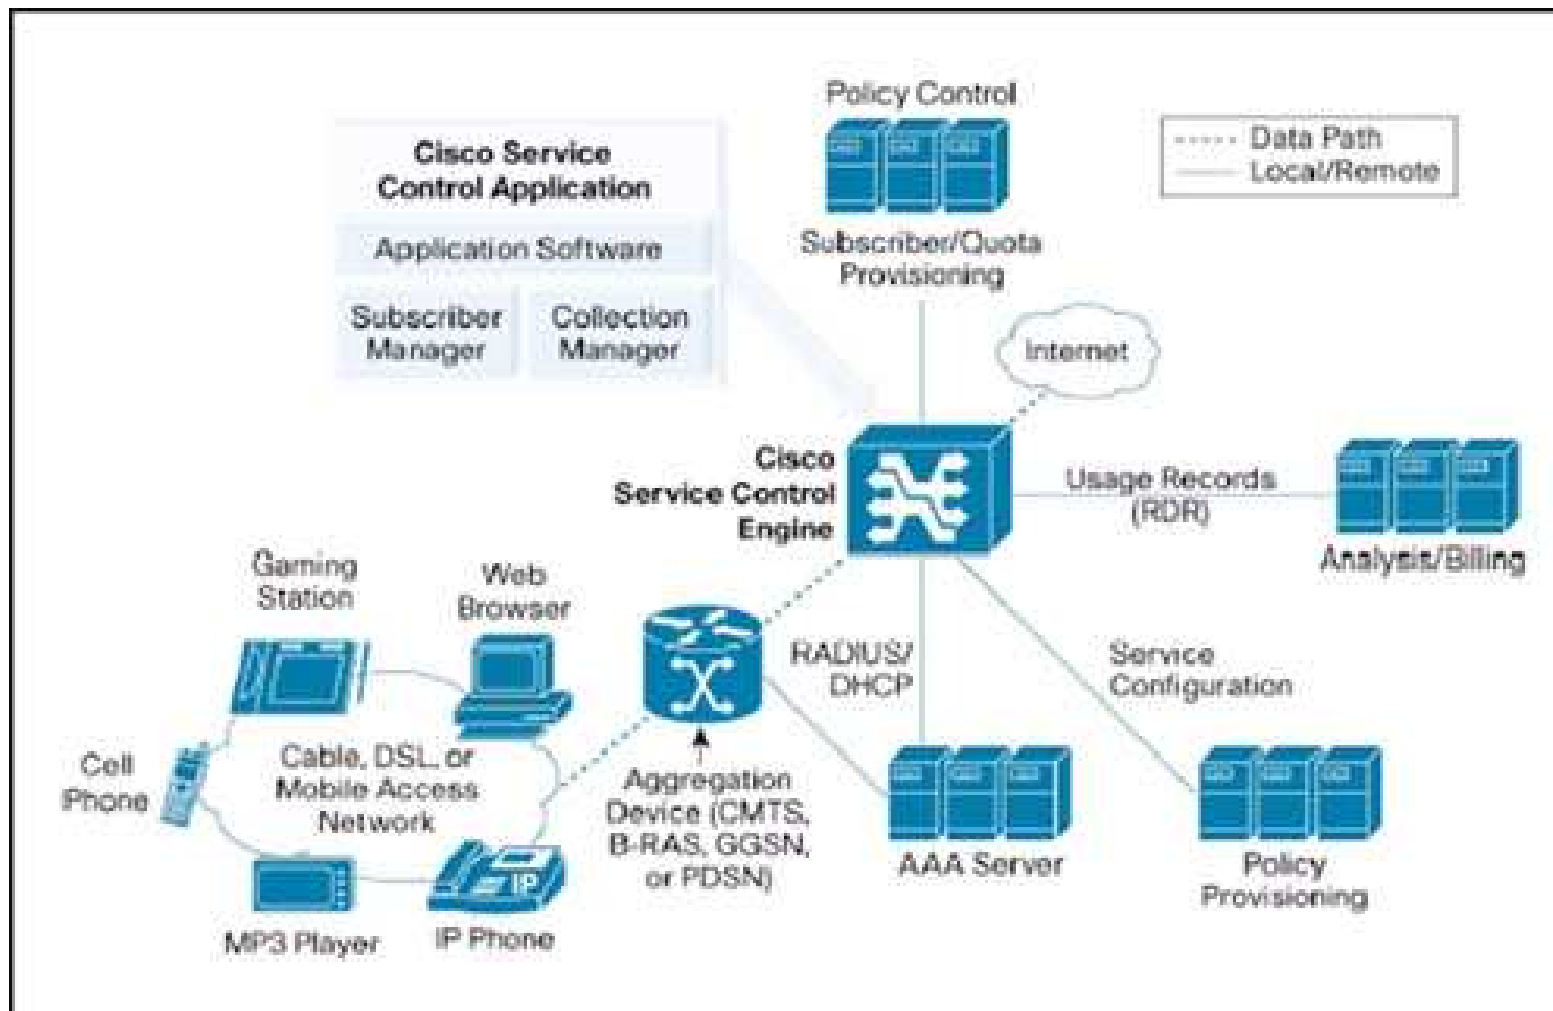 Policy Control
Data Path
Local/Remote
Cisco Service
Control Application
Application Software
Subscriber
Manager
Collection
Manager
Subscriber/Quota
Provisioning
Internet
Cisco
Service Control
Engine
Usage Records
(RDR)
Analysis/Billing
Gaming
Station
Web
Browser
RADIUS/
DHCP
Service
Configuration
Cell
Phone
Cable, DSL, or
Mobile Access
Network
Aggregation
Device (CMTS,
B-RAS, GGSN,
or PDSN)
AAA Server
Policy
Provisioning
MP3 Player
IP
IP Phone